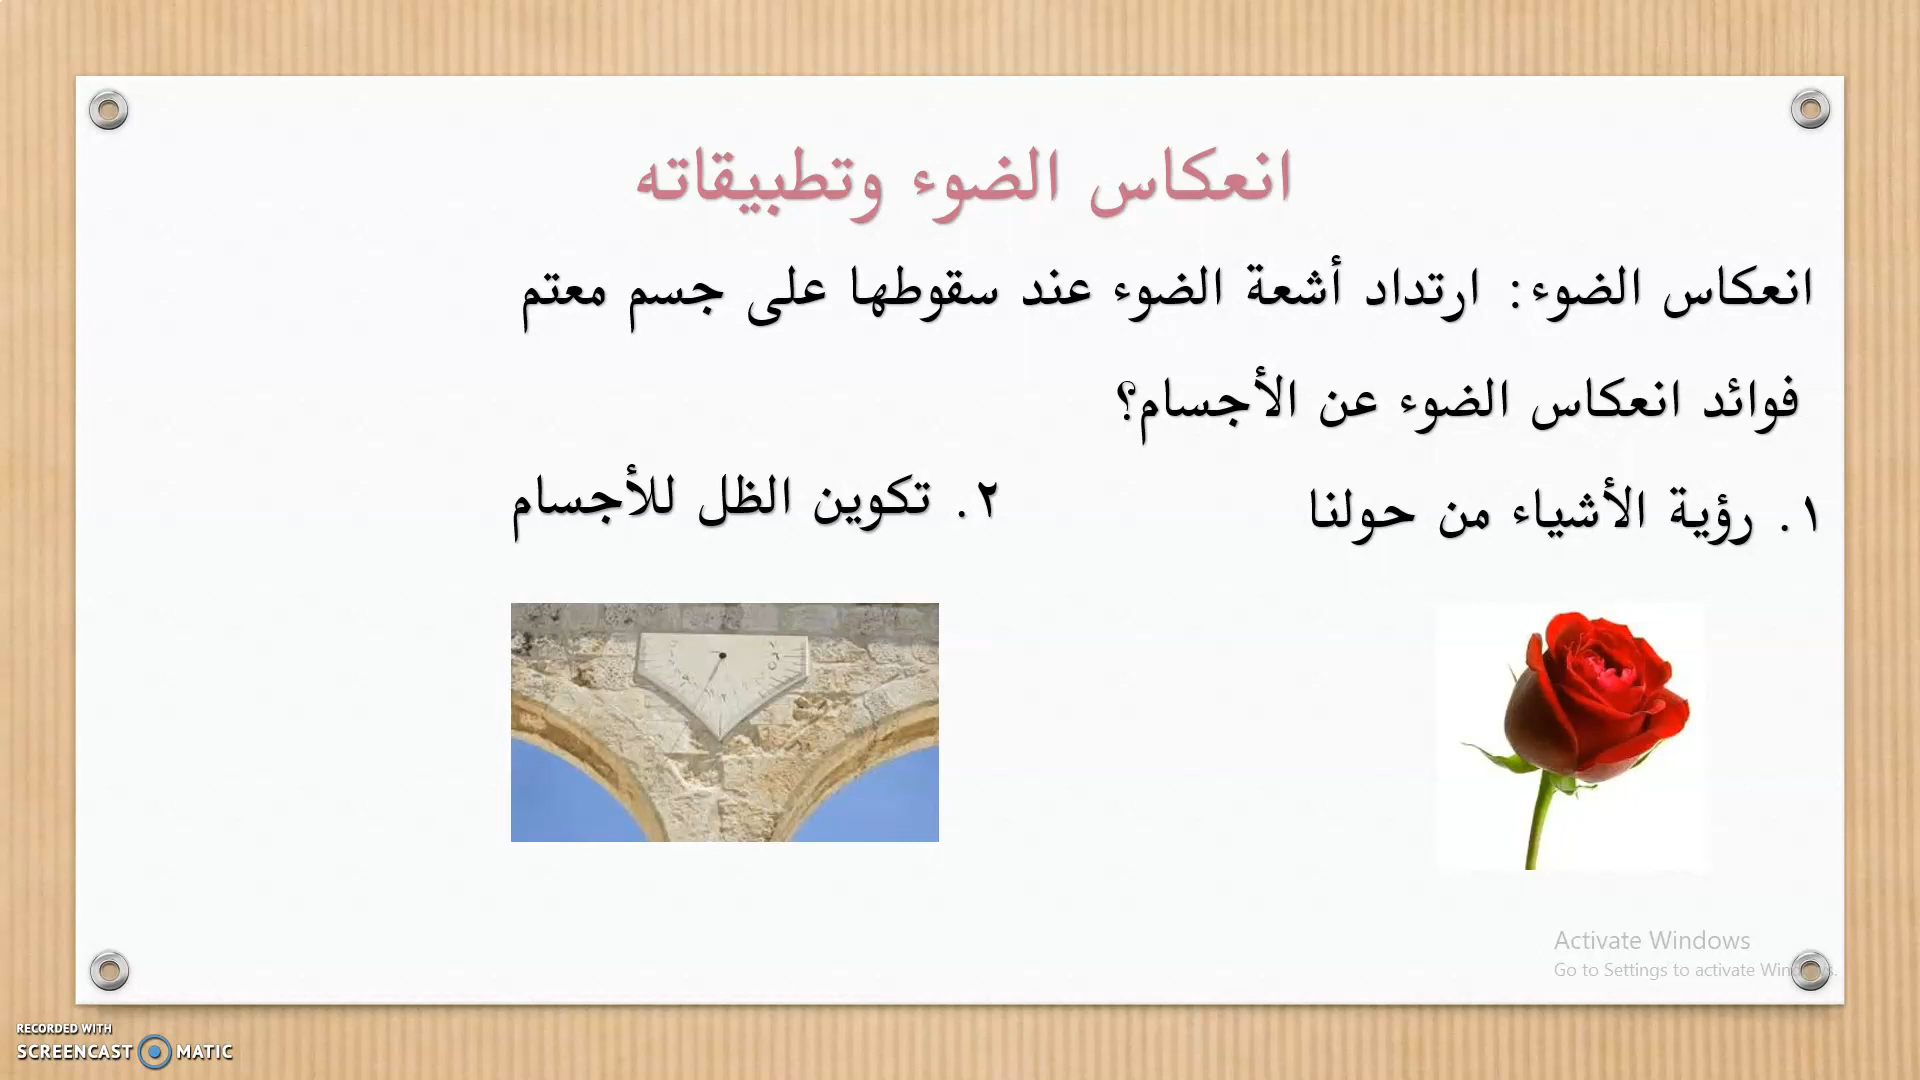 انعكاس الضوء وتطبيقاته
انعكاس الضوء: ارتداد أشعة الضوء عند سقوطها على جسم معتم
فوائد انعكاس الضوء عن الأجسام؟
١. رؤية الأشياء من حولنا
٢. تكوين الظل للأجسام
Activate Windows
Go to Settings to activate Windows.
RECORDED WITH
SCREENCAST MATIC